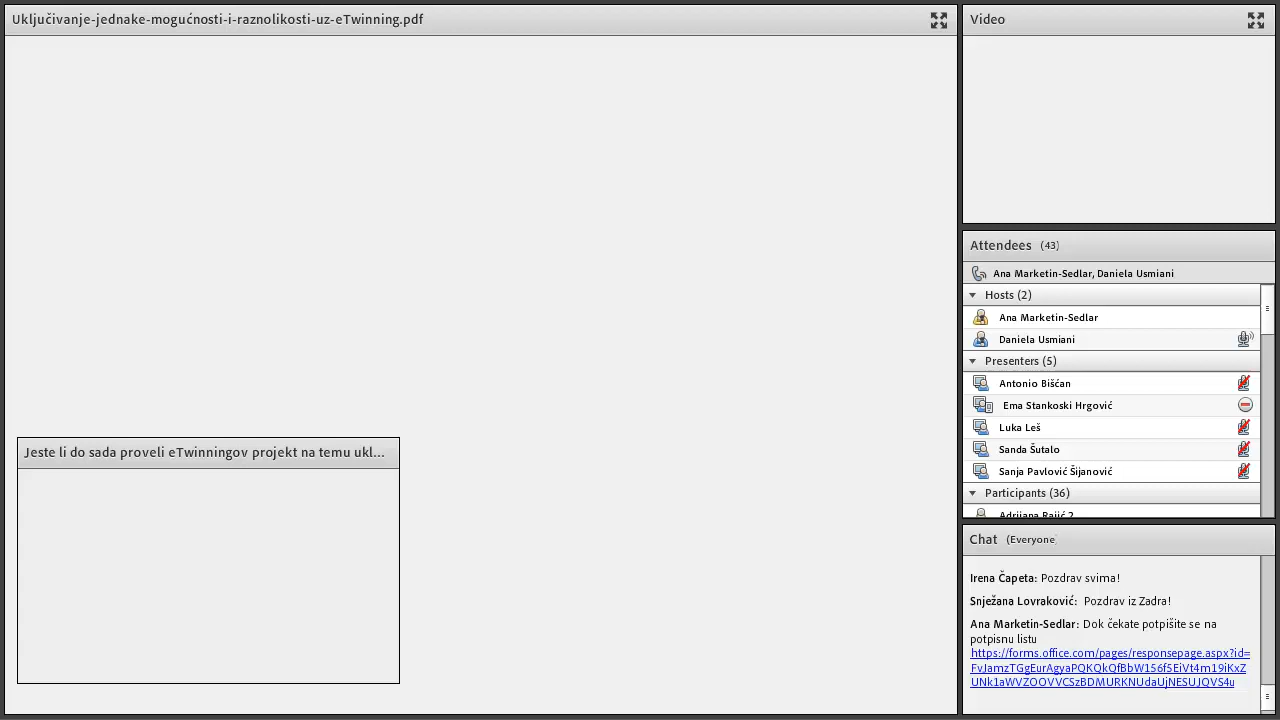 Uključivanje-jednake-mogućnosti-i-raznolikosti-uz-eTwinning.pdf
Jeste li do sada proveli eTwinningov projekt na temu ukl...
Video
Attendees (43)
Ana Marketin-Sedlar, Daniela Usmiani
Hosts (2)
Ana Marketin-Sedlar
Daniela Usmiani
Presenters (5)
Antonio Bišćan
Ema Stankoski Hrgović
Luka Leš
Sanda Šutalo
Sanja Pavlović Šijanović
Participants (36)
Adrijana Rajić 2
Chat (Everyone)
Irena Čapeta: Pozdrav svima!
Snježana Lovraković: Pozdrav iz Zadra!
Ana Marketin-Sedlar: Dok čekate potpišite se na
potpisnu listu
https://forms.office.com/pages/responsepage.aspx?id=
FvJamzTGgEurAgyaPQKQkQfBbW156f5EiVt4m19iKxZ
UNk1aWVZOOVVCSzBDMURKNUdaUjNESUJQVS4u